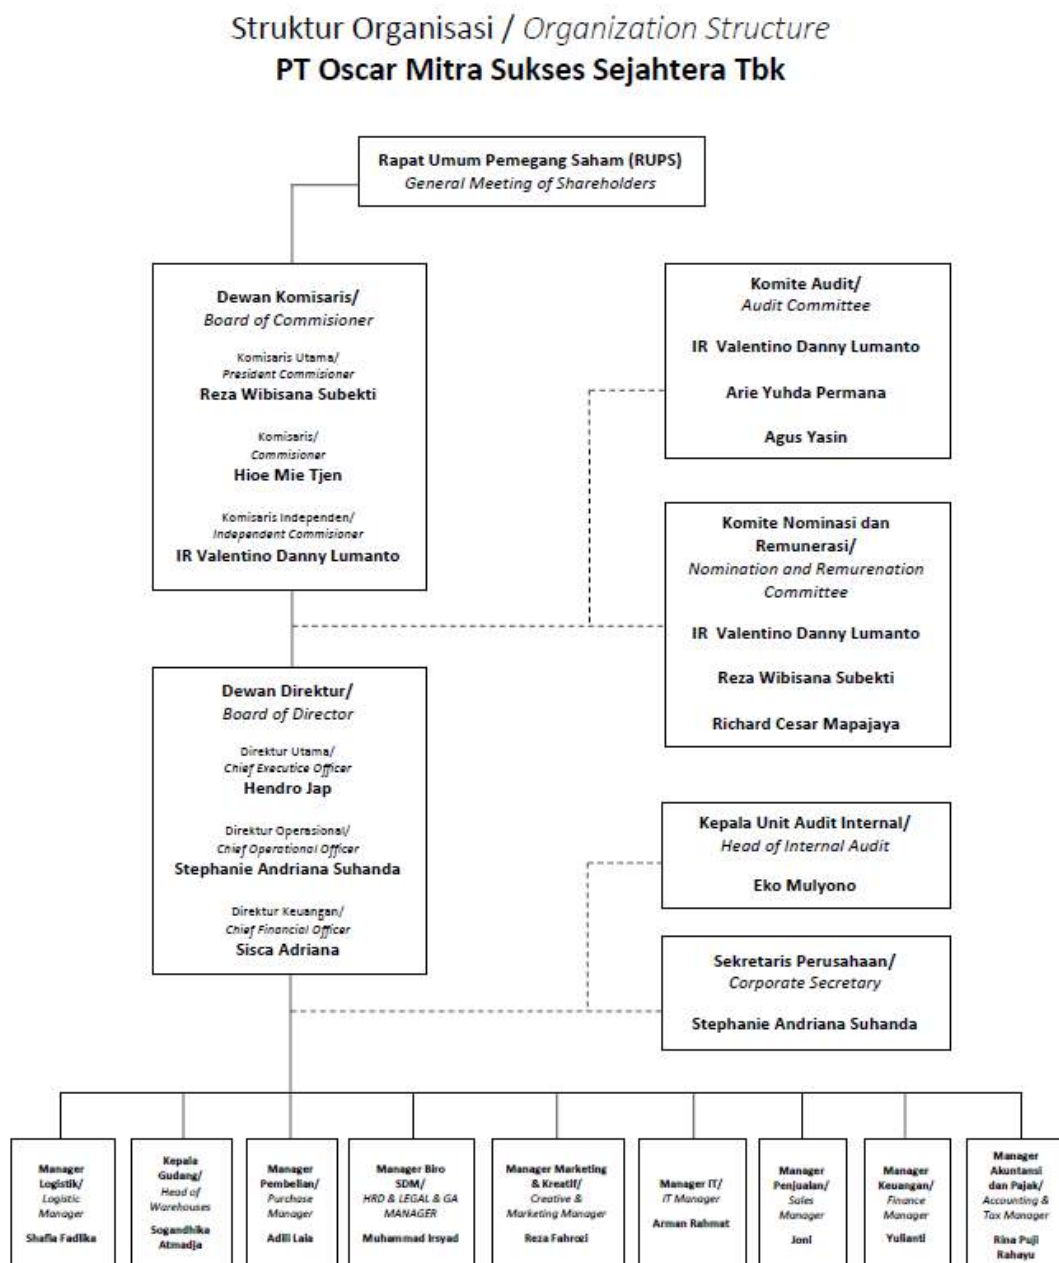 Struktur Organisasi / Organization Structure
PT Oscar Mitra Sukses Sejahtera Tbk
Rapat Umum Pemegang Saham (RUPS)
General Meeting of Shareholders
Dewan Komisaris/
Board of Commisioner
Komisaris Utama/
President Commisioner
Reza Wibisana Subekti
Komisaris/
Commisioner
Hioe Mie Tjen
Komisaris Independen/
Independent Commisioner
IR Valentino Danny Lumanto
Komite Audit/
Audit Committee
IR Valentino Danny Lumanto
Arie Yuhda Permana
Agus Yasin
Komite Nominasi dan
Remunerasi/
Nomination and Remurenation
Committee
IR Valentino Danny Lumanto
Reza Wibisana Subekti
Richard Cesar Mapajaya
Dewan Direktur/
Board of Director
Direktur Utama/
Chief Executice Officer
Hendro Jap
Direktur Operasional/
Chief Operational Officer
Stephanie Andriana Suhanda
Direktur Keuangan/
Chief Financial Officer
Sisca Adriana
Kepala Unit Audit Internal/
Head of Internal Audit
Eko Mulyono
Sekretaris Perusahaan/
Corporate Secretary
Stephanie Andriana Suhanda
Manager
Logistik/
Logistic
Manager
Shafia Fadlika
Kepala
Gudang/
Head of
Warehouses
Sogandhika
Atmadja
Manager
Pembelian/
Purchase
Manager
Adili Laia
Manager Biro
SDM/
HRD & LEGAL & GA
MANAGER
Muhammad Irsyad
Manager Marketing
& Kreatif/
Creative &
Marketing Manager
Reza Fahrozi
Manager IT/
IT Manager
Arman Rahmat
Manager
Penjualan/
Sales
Manager
Joni
Manager
Keuangan/
Finance
Manager
Yulianti
Manager
Akuntansi
dan Pajak/
Accounting &
Tax Manager
Rina Puji
Rahayu